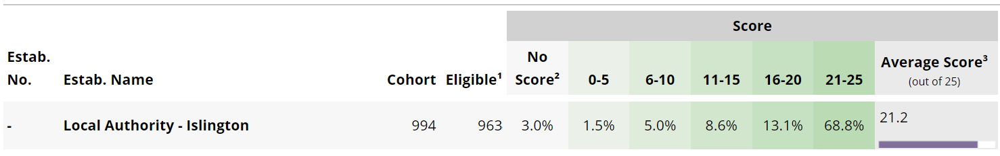 Score
Estab. No. Estab. Name Cohort Eligible¹ No Score² 0-5 6-10 11-15 16-20 21-25 Average Score³ (out of 25)
- Local Authority - Islington 994 963 3.0% 1.5% 5.0% 8.6% 13.1% 68.8% 21.2